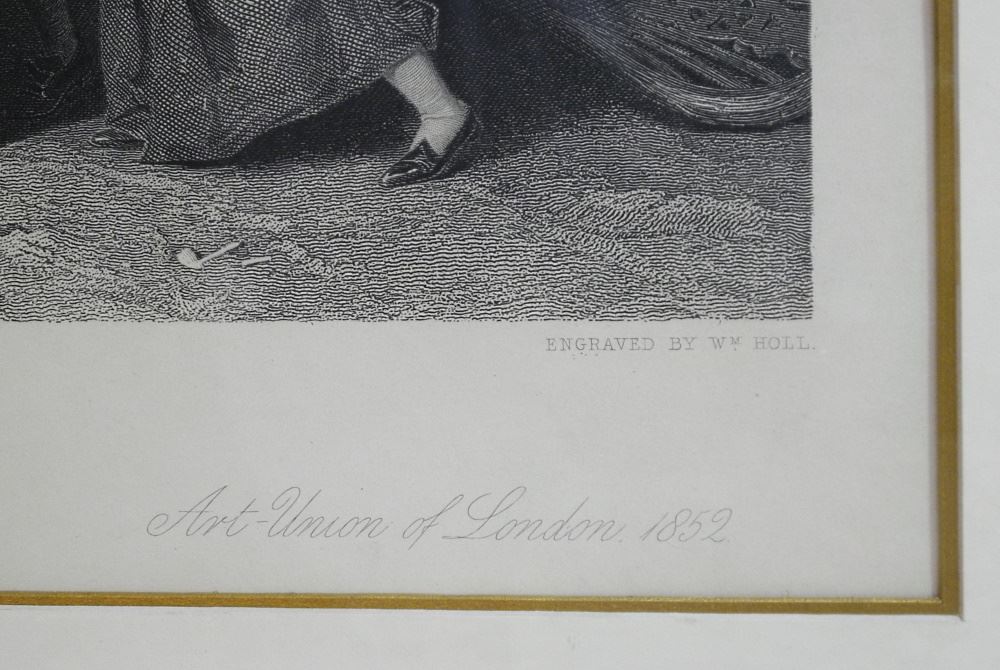 ENGRAVED BY Wᴹ HOLL.
Art-Union of London. 1852.